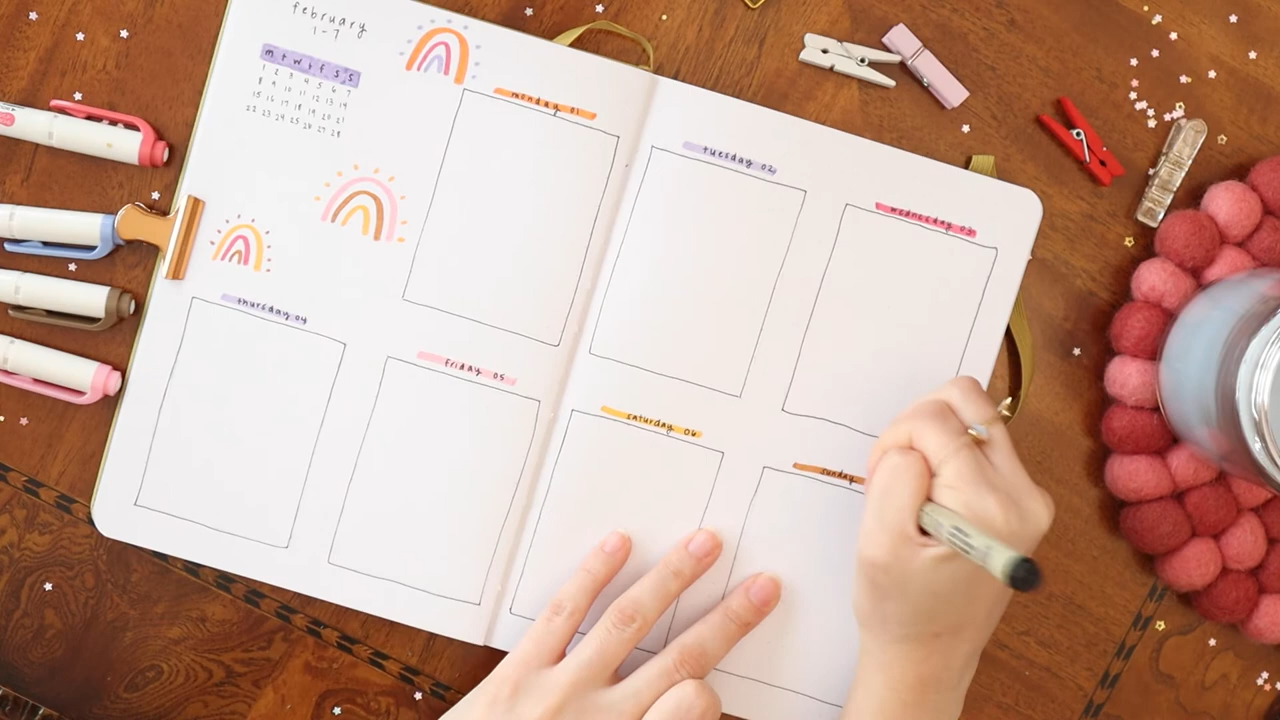 february
1-7
m t w t f s s
1 2 3 4 5 6 7
8 9 10 11 12 13 14
15 16 17 18 19 20 21
22 23 24 25 26 27 28
monday 01
tuesday 02
wednesday 03
thursday 04
friday 05
saturday 06
sunday